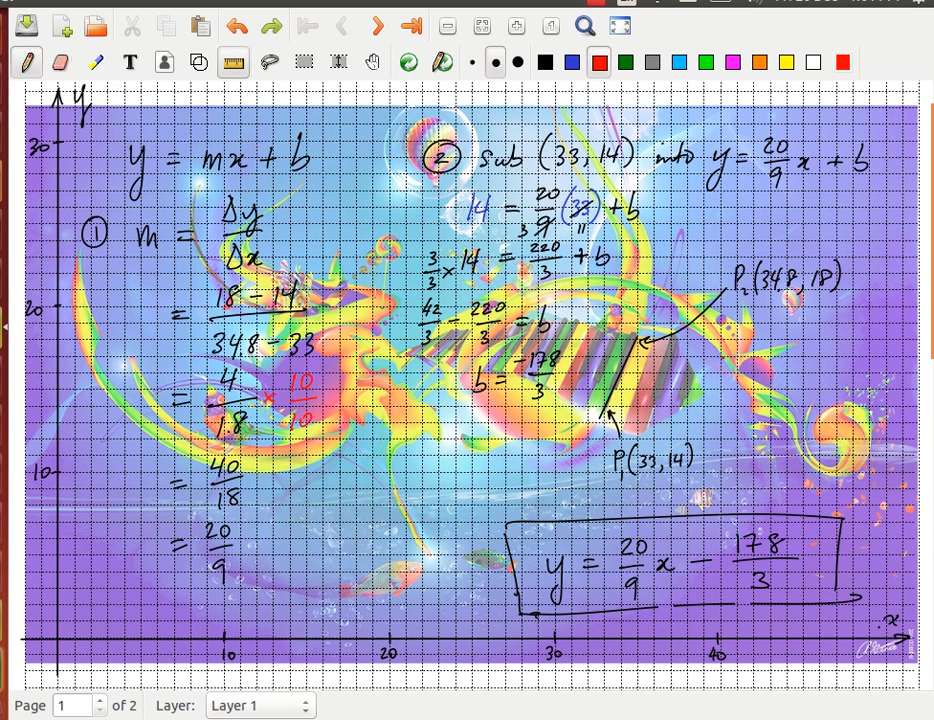 y
30
20
10
y = mx + b
① m = Δy / Δx
= 18 - 14 / 34.8 - 33
= 4 / 1.8 × 10 / 10
= 40 / 18
= 20 / 9
② sub (33, 14) into y = 20/9 x + b
14 = 20/9 (33) + b
3 11
3/3 × 14 = 220/3 + b
42/3 - 220/3 = b
b = -178/3
P₂(34.8, 18)
P₁(33, 14)
y = 20/9 x - 178/3
x
10 20 30 40
Page 1 of 2 Layer: Layer 1